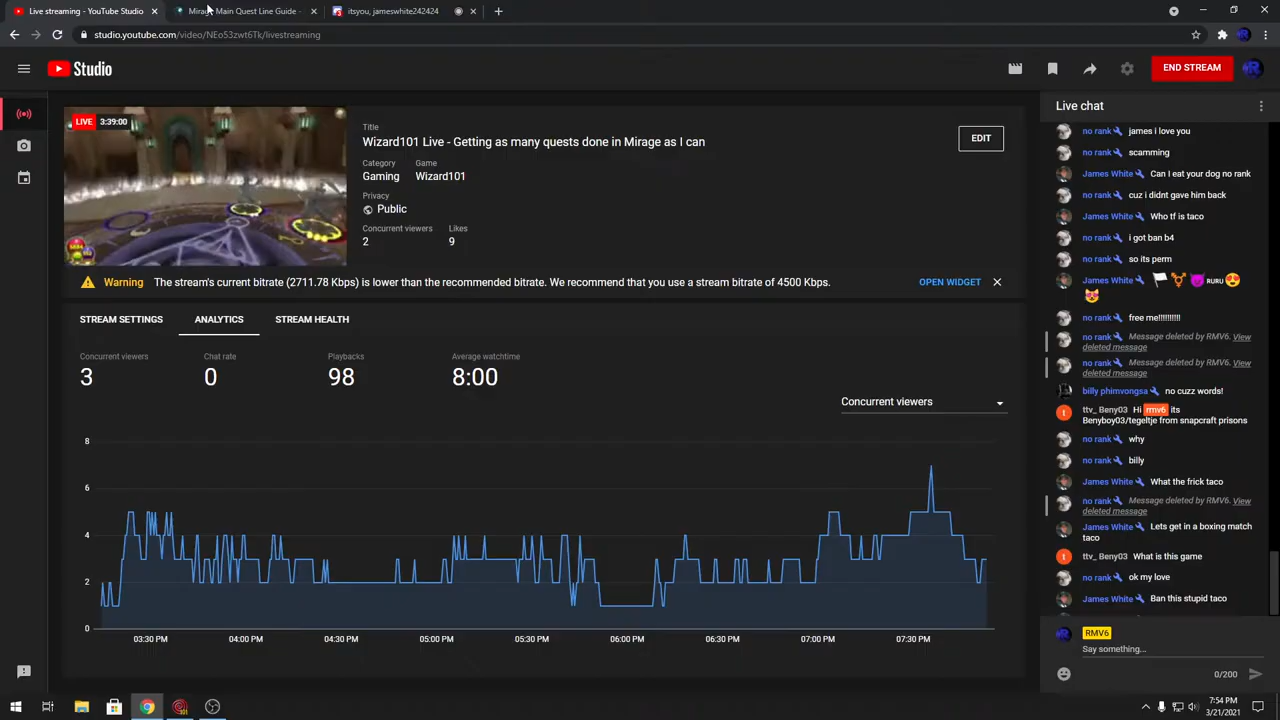 Live streaming - YouTube Studio
Mirage Main Quest Line Guide -
itsyou, jameswhite242424
studio.youtube.com/video/NEo53zwt6Tk/livestreaming
Studio
END STREAM
LIVE 3:39:00
Title
Wizard101 Live - Getting as many quests done in Mirage as I can
EDIT
Category Game
Gaming Wizard101
Privacy
Public
Concurrent viewers Likes
2 9
Warning The stream's current bitrate (2711.78 Kbps) is lower than the recommended bitrate. We recommend that you use a stream bitrate of 4500 Kbps.
OPEN WIDGET
STREAM SETTINGS ANALYTICS STREAM HEALTH
Concurrent viewers Chat rate Playbacks Average watchtime
3 0 98 8:00
Concurrent viewers
8
6
4
2
0
03:30 PM 04:00 PM 04:30 PM 05:00 PM 05:30 PM 06:00 PM 06:30 PM 07:00 PM 07:30 PM
Live chat
no rank james i love you
no rank scamming
James White Can I eat your dog no rank
no rank cuz i didnt gave him back
James White Who tf is taco
no rank i got ban b4
no rank so its perm
James White 🏳 ⚧ 😈 RURU 😍
😻
no rank free me!!!!!!!!!!
no rank Message deleted by RMV6. View
deleted message
no rank Message deleted by RMV6. View
deleted message
billy phimvongsa no cuzz words!
ttv_ Beny03 Hi rmv6 its
Benyboy03/tegeltje from snapcraft prisons
no rank why
no rank billy
James White What the frick taco
no rank Message deleted by RMV6. View
deleted message
James White Lets get in a boxing match
taco
ttv_ Beny03 What is this game
no rank ok my love
James White Ban this stupid taco
RMV6
Say something...
0/200
7:54 PM
3/21/2021